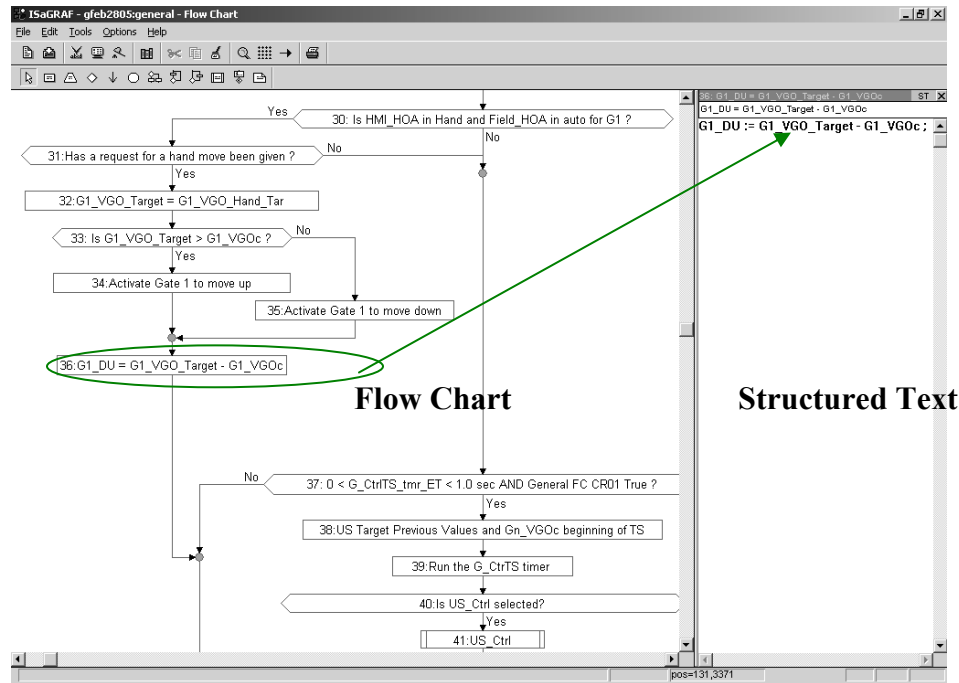 ISaGRAF - gfeb2805:general - Flow Chart
File Edit Tools Options Help
36: G1_DU = G1_VGO_Target - G1_VGOc ST
G1_DU = G1_VGO_Target - G1_VGOc
G1_DU := G1_VGO_Target - G1_VGOc ;
Yes
30: Is HMI_HOA in Hand and Field_HOA in auto for G1 ?
No
31:Has a request for a hand move been given ?
No
Yes
32:G1_VGO_Target = G1_VGO_Hand_Tar
33: Is G1_VGO_Target > G1_VGOc ?
No
Yes
34:Activate Gate 1 to move up
35:Activate Gate 1 to move down
36:G1_DU = G1_VGO_Target - G1_VGOc
Flow Chart
Structured Text
No
37: 0 < G_CtrlTS_tmr_ET < 1.0 sec AND General FC CR01 True ?
Yes
38:US Target Previous Values and Gn_VGOc beginning of TS
39:Run the G_CtrTS timer
40:Is US_Ctrl selected?
Yes
41:US_Ctrl
pos=131,3371